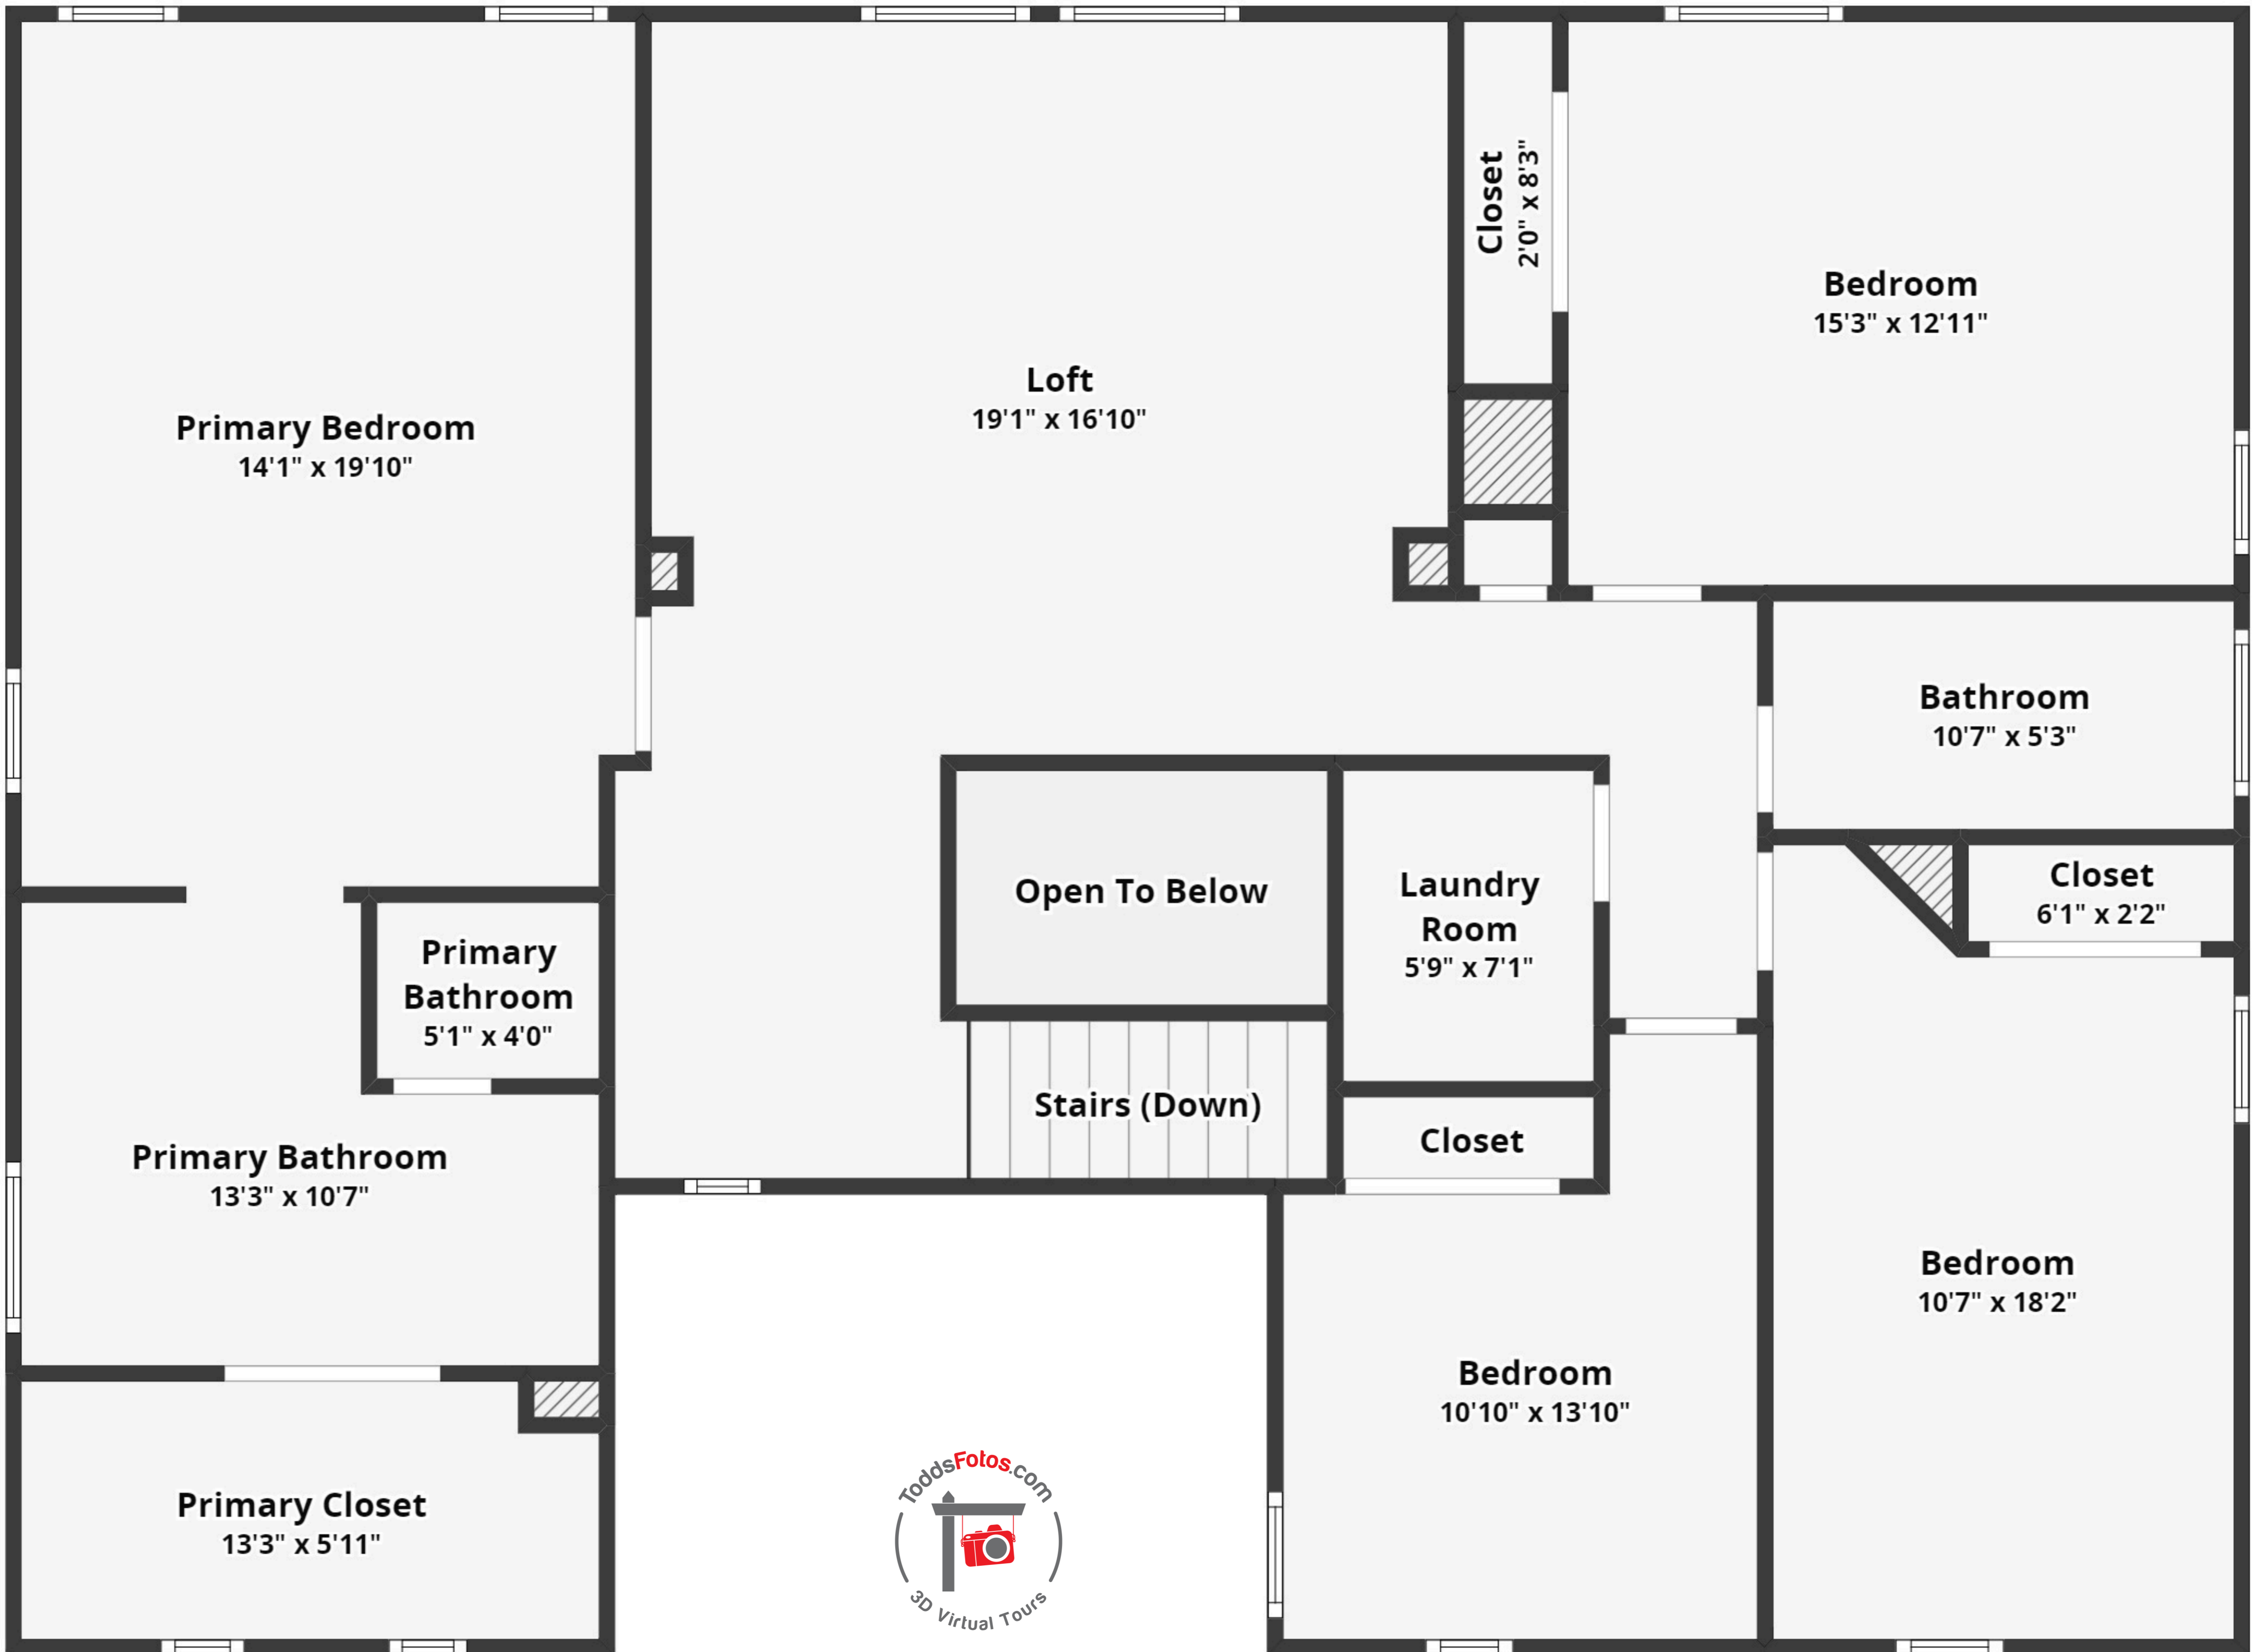 Closet
2'0" x 8'3"
Bedroom
15'3" x 12'11"
Loft
19'1" x 16'10"
Primary Bedroom
14'1" x 19'10"
Bathroom
10'7" x 5'3"
Open To Below
Laundry
Room
5'9" x 7'1"
Closet
6'1" x 2'2"
Primary
Bathroom
5'1" x 4'0"
Stairs (Down)
Closet
Primary Bathroom
13'3" x 10'7"
Bedroom
10'7" x 18'2"
Bedroom
10'10" x 13'10"
Primary Closet
13'3" x 5'11"
ToddsFotos.com
3D Virtual Tours